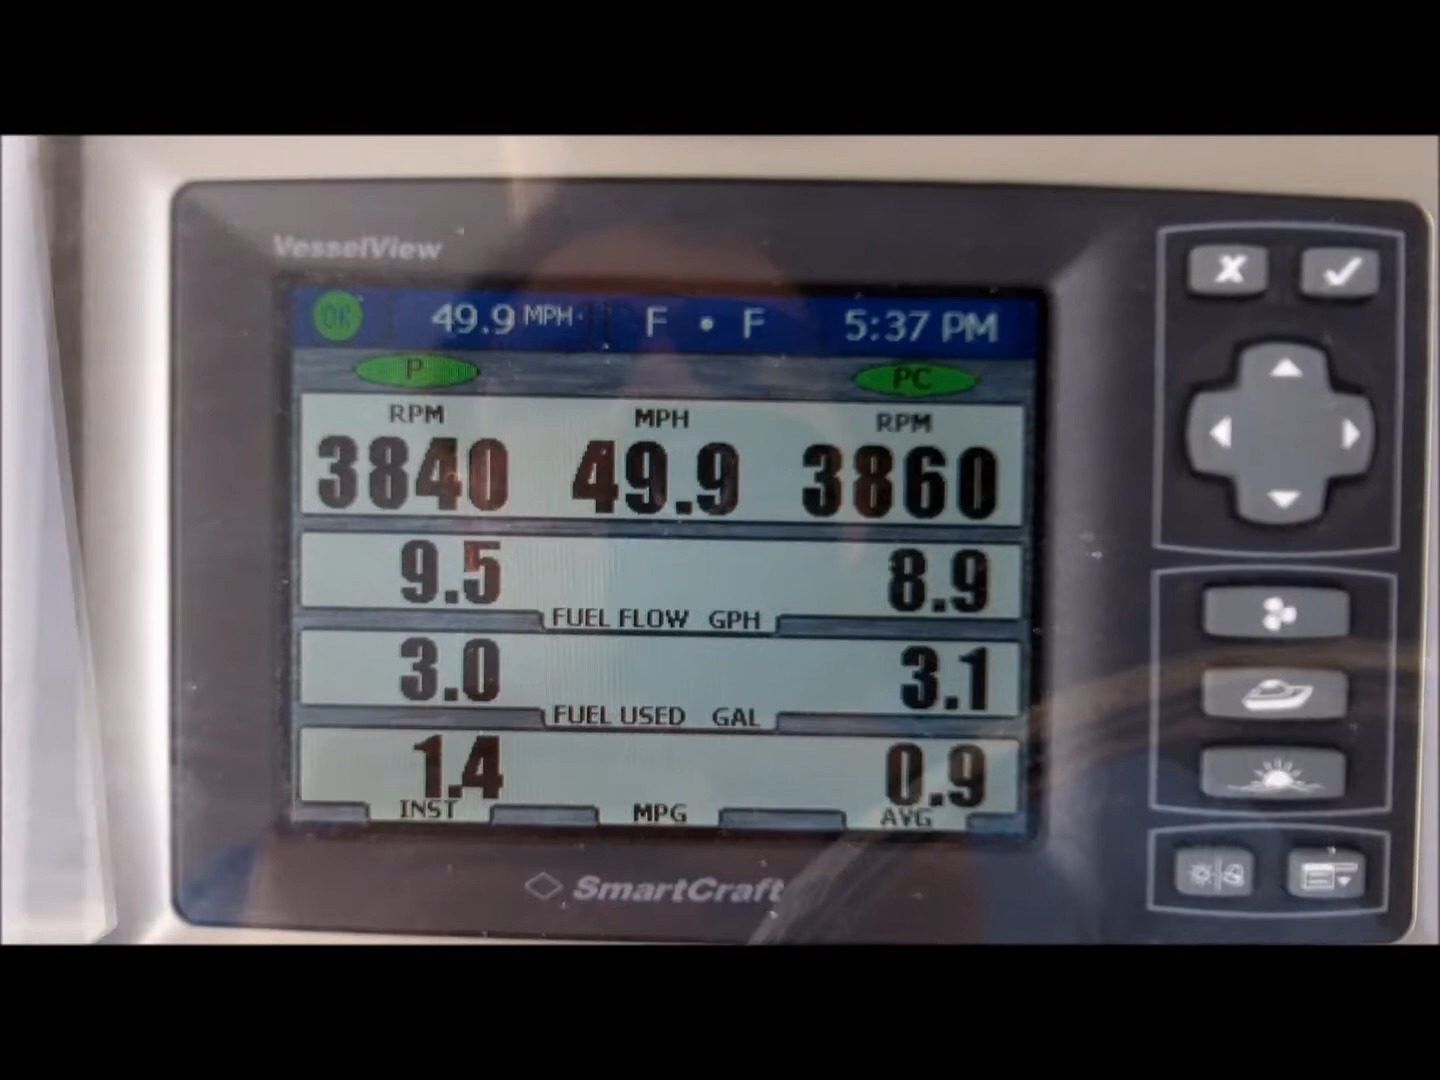 VesselView
OK 49.9 MPH F • F 5:37 PM
P PC
RPM MPH RPM
3840 49.9 3860
9.5 8.9
FUEL FLOW GPH
3.0 3.1
FUEL USED GAL
1.4 0.9
INST MPG AVG
SmartCraft